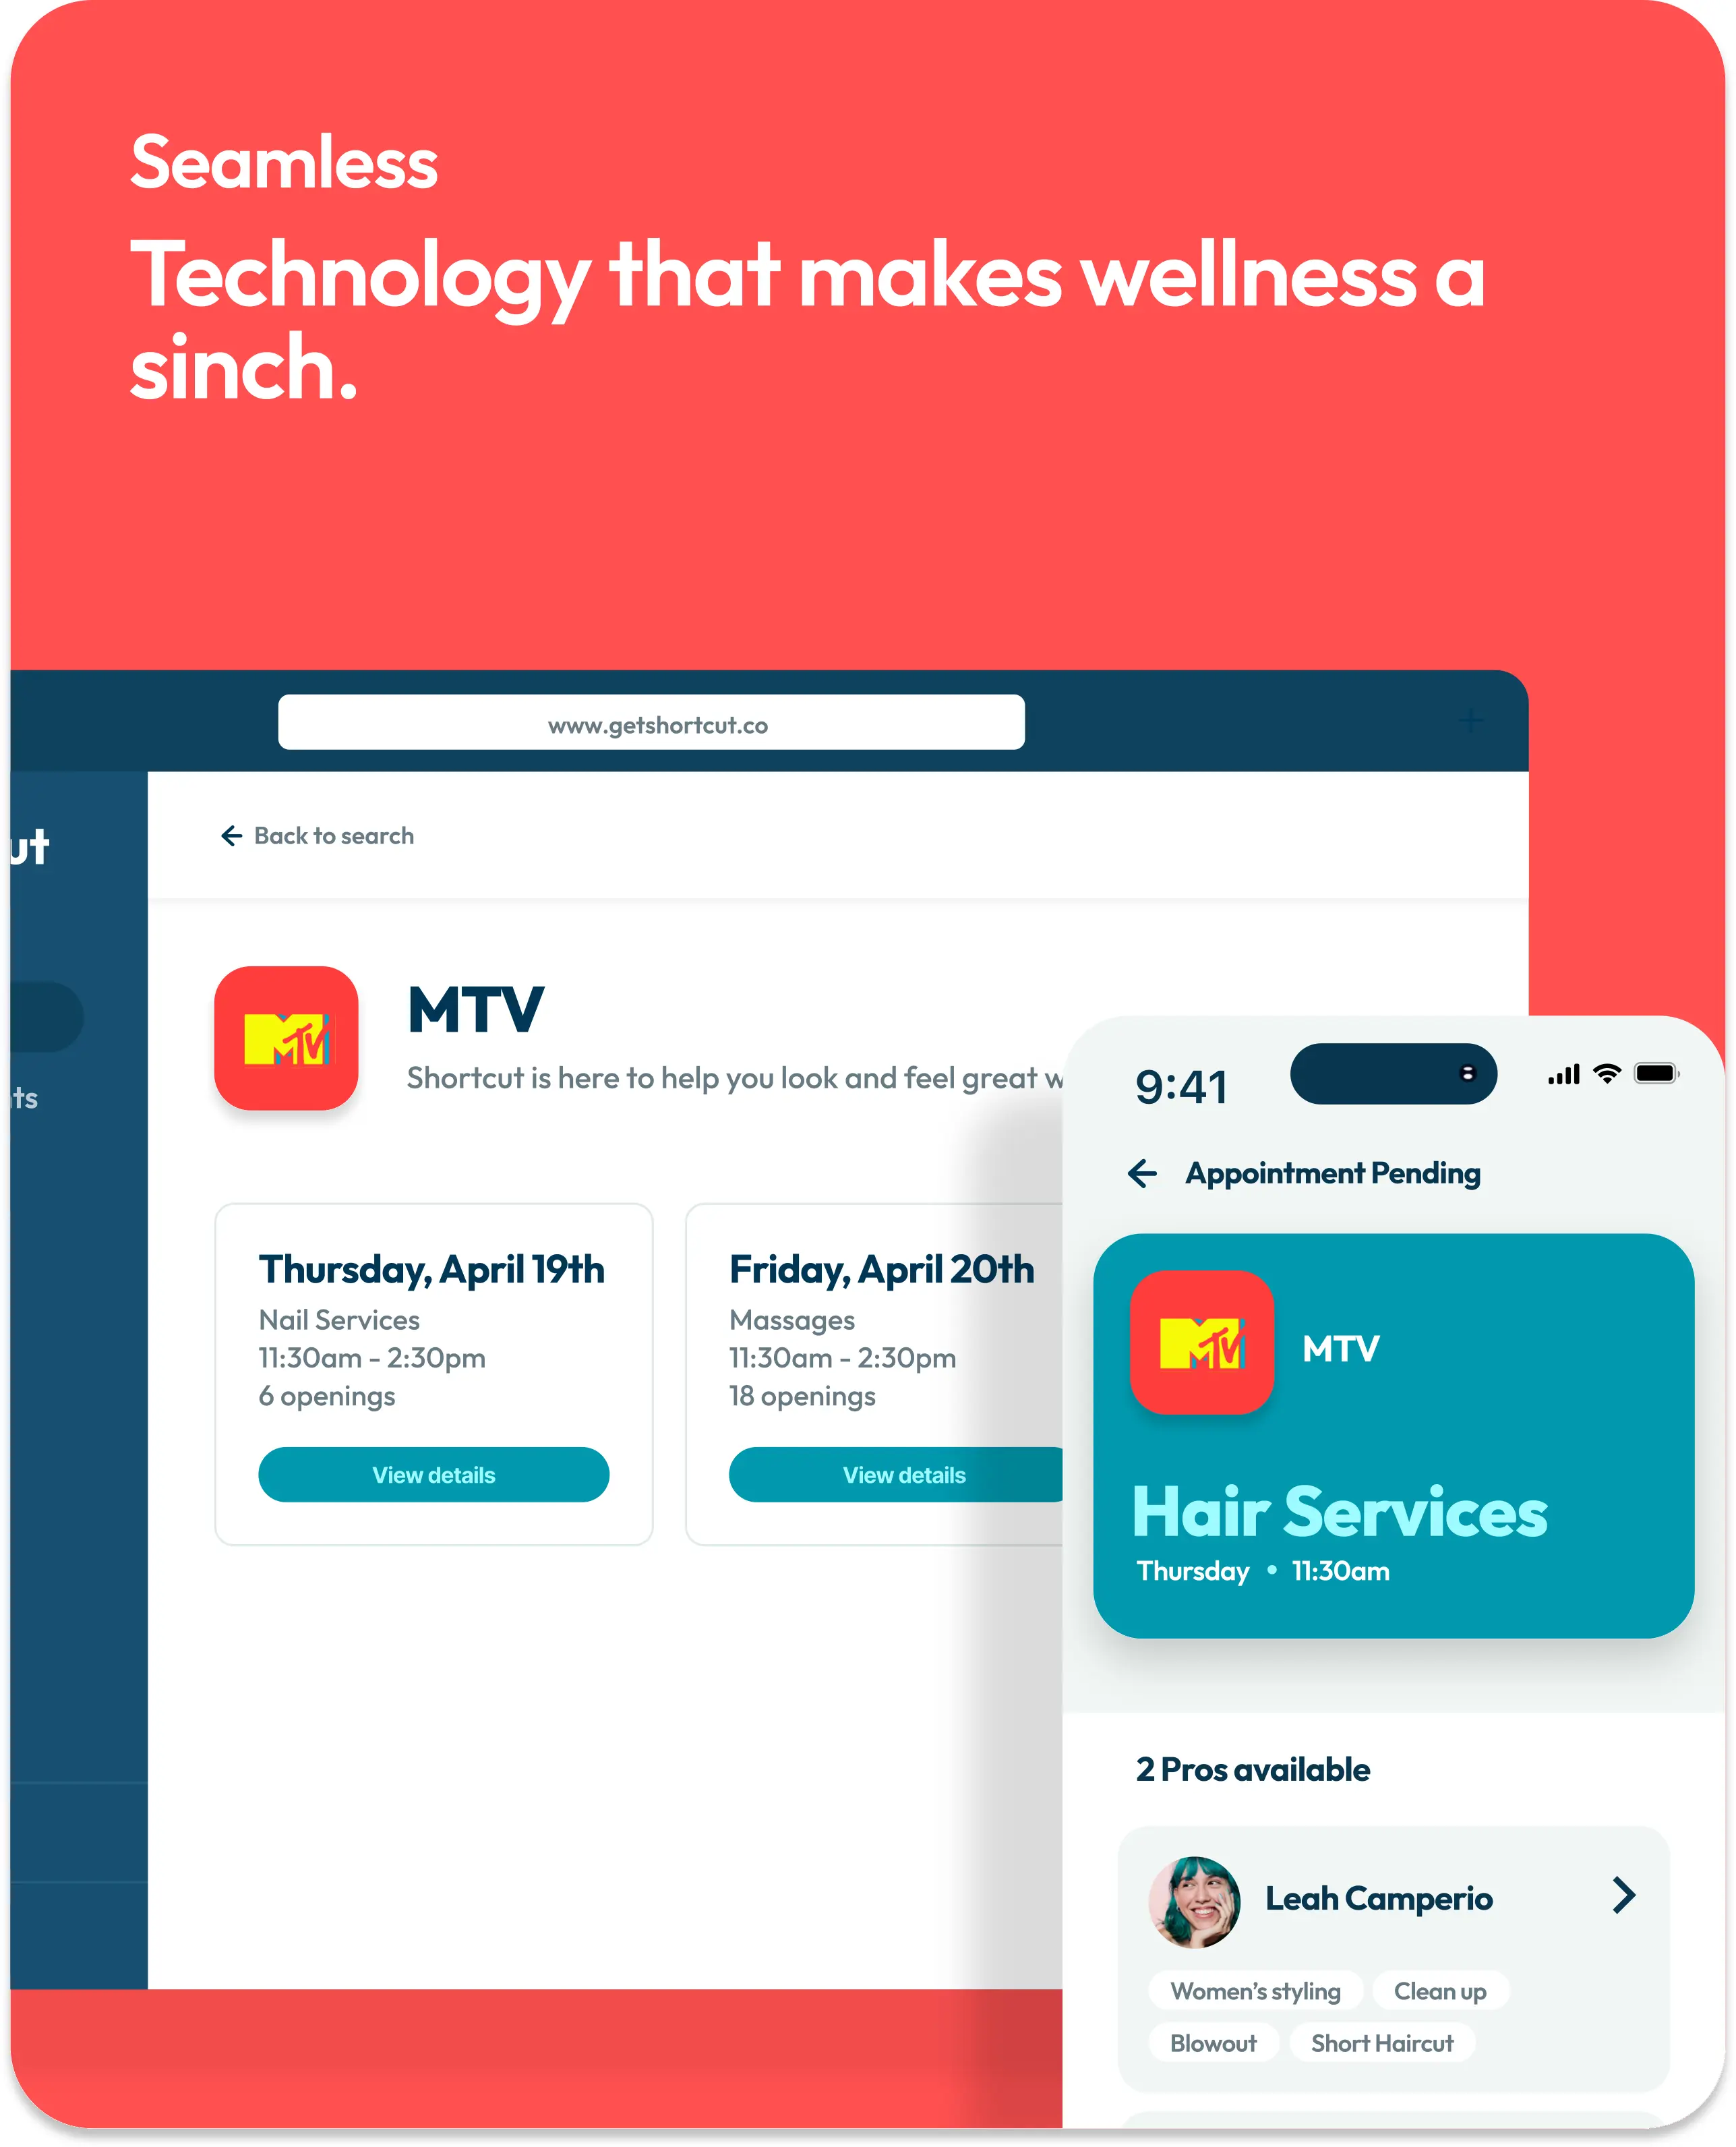 Seamless
Technology that makes wellness a
sinch.
www.getshortcut.co
ut
Back to search
MTV
MTV
Shortcut is here to help you look and feel great w
nts
Thursday, April 19th
Nail Services
11:30am - 2:30pm
6 openings
View details
Friday, April 20th
Massages
11:30am - 2:30pm
18 openings
View details
9:41
Appointment Pending
MTV
MTV
Hair Services
Thursday • 11:30am
2 Pros available
Leah Camperio
Women’s styling
Clean up
Blowout
Short Haircut